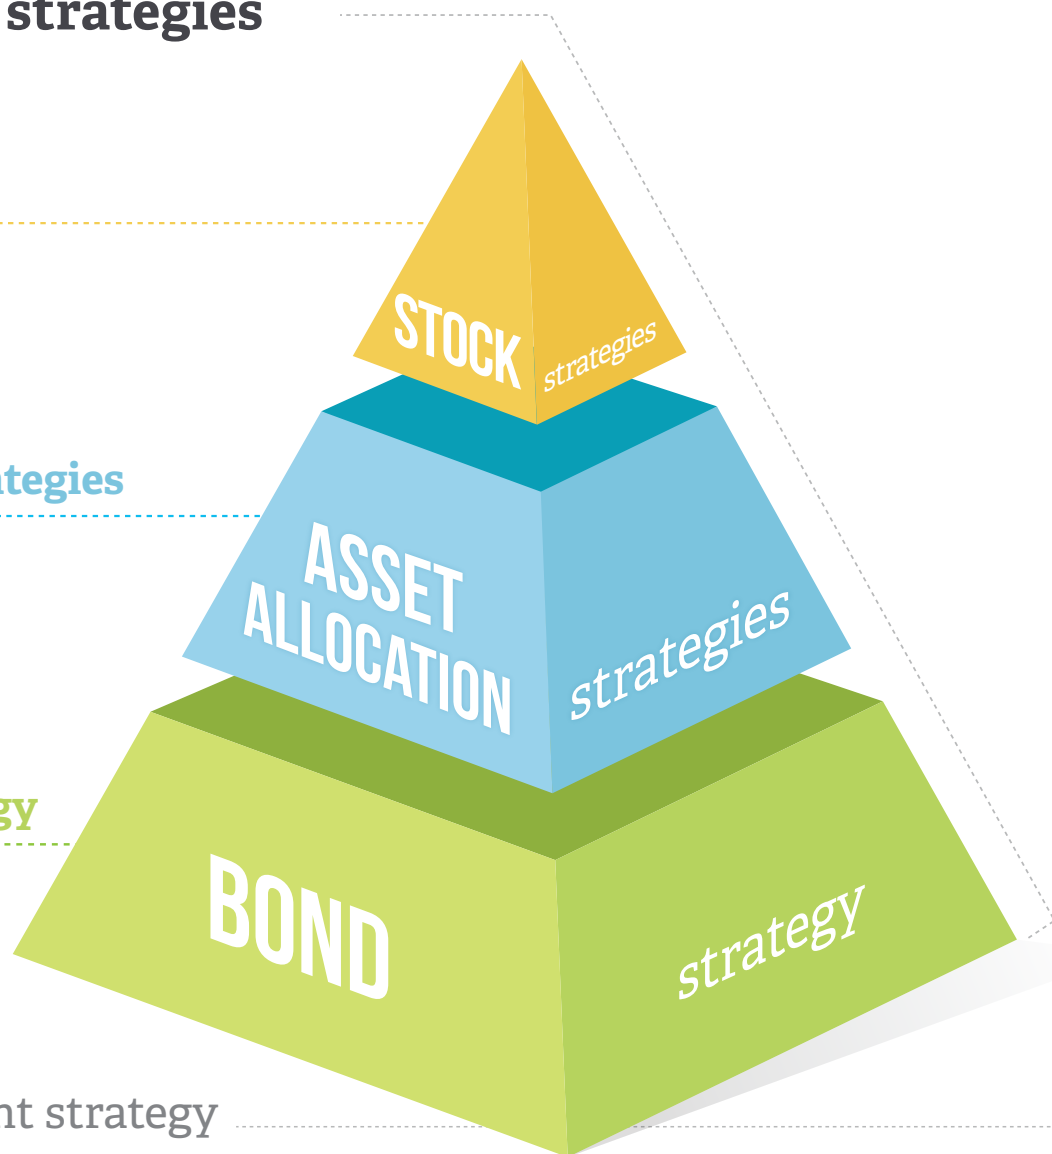 strategies
STOCK
strategies
tegies
ASSET
ALLOCATION
strategies
gy
BOND
strategy
nt strategy